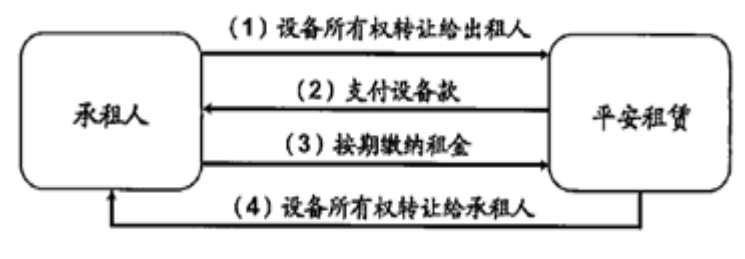 (1)设备所有权转让给出租人
承租人
(2)支付设备款
平安租赁
(3)按期缴纳租金
(4)设备所有权转让给承租人